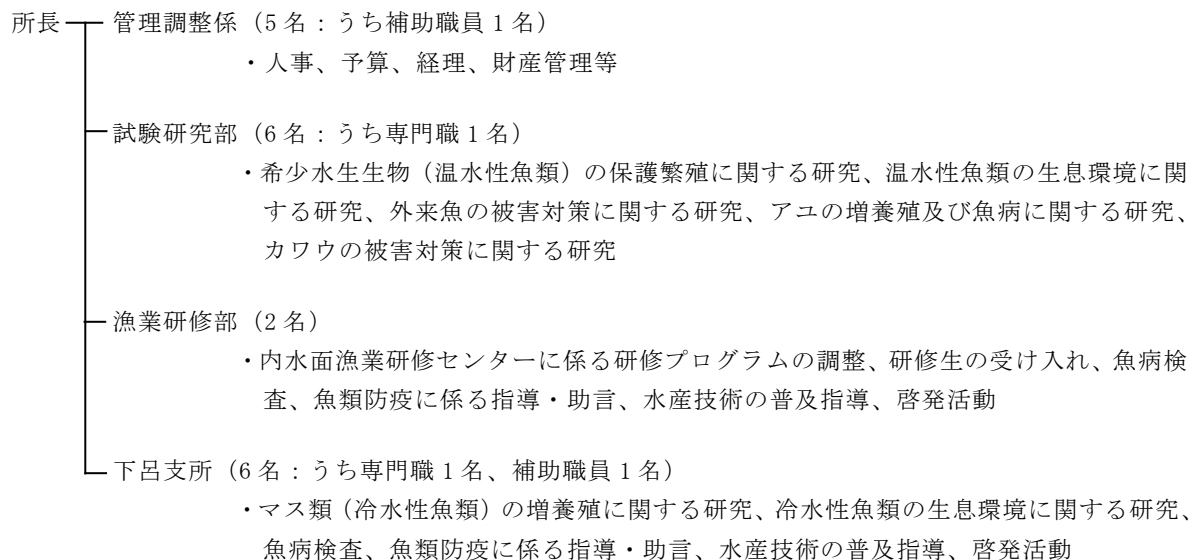 所長 管理調整係（5名：うち補助職員1名）
・人事、予算、経理、財産管理等
試験研究部（6名：うち専門職1名）
・希少水生生物（温水性魚類）の保護繁殖に関する研究、温水性魚類の生息環境に関
する研究、外来魚の被害対策に関する研究、アユの増養殖及び魚病に関する研究、
カワウの被害対策に関する研究
漁業研修部（2名）
・内水面漁業研修センターに係る研修プログラムの調整、研修生の受け入れ、魚病検
査、魚類防疫に係る指導・助言、水産技術の普及指導、啓発活動
下呂支所（6名：うち専門職1名、補助職員1名）
・マス類（冷水性魚類）の増養殖に関する研究、冷水性魚類の生息環境に関する研究、
魚病検査、魚類防疫に係る指導・助言、水産技術の普及指導、啓発活動